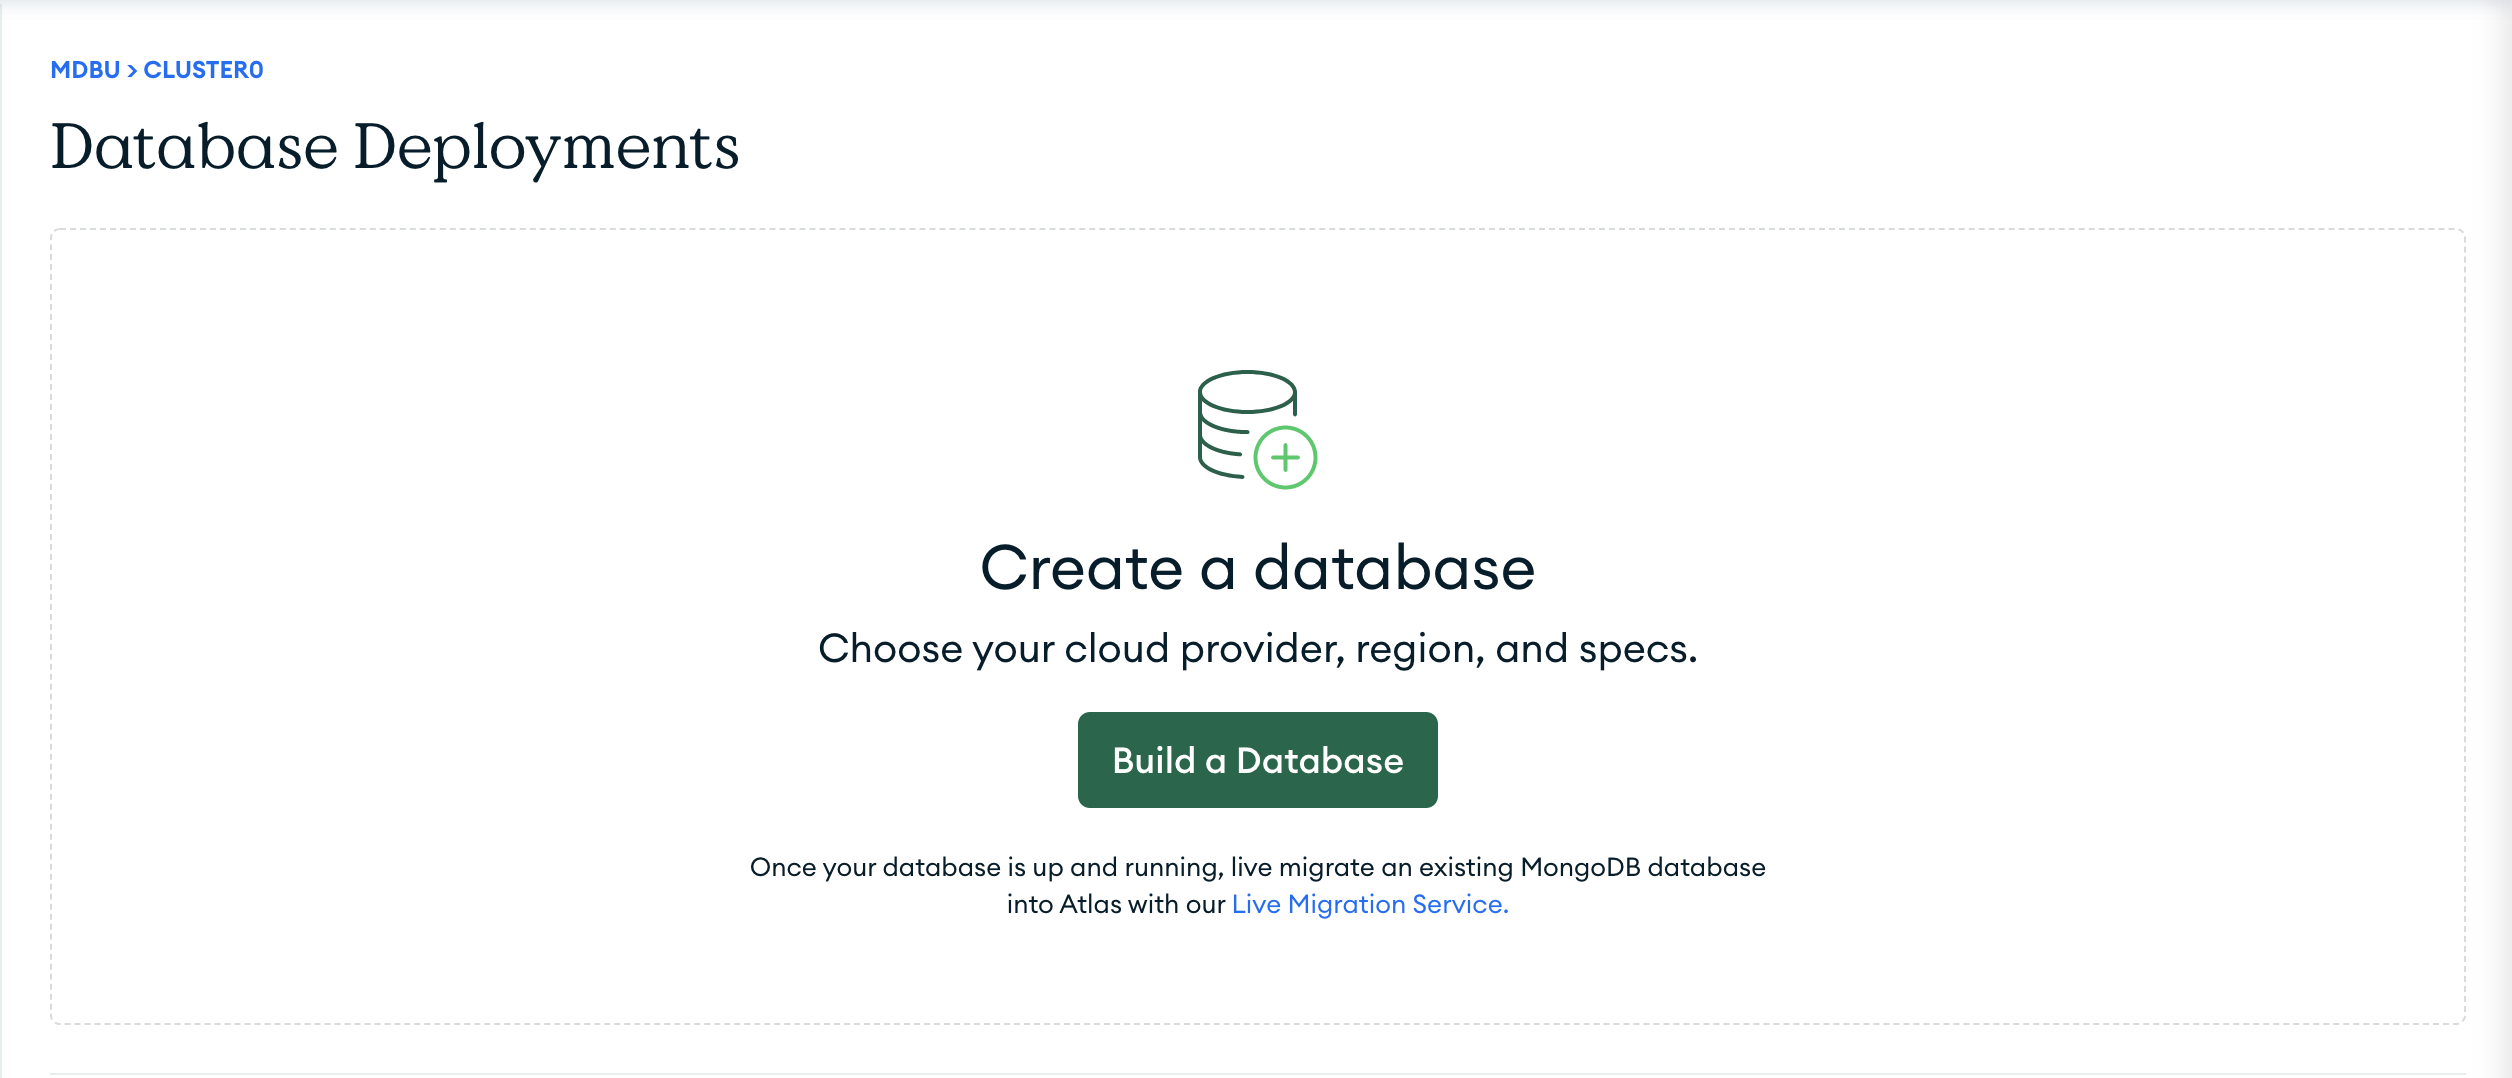 MDBU > CLUSTER0
Database Deployments
Create a database
Choose your cloud provider, region, and specs.
Build a Database
Once your database is up and running, live migrate an existing MongoDB database
into Atlas with our Live Migration Service.